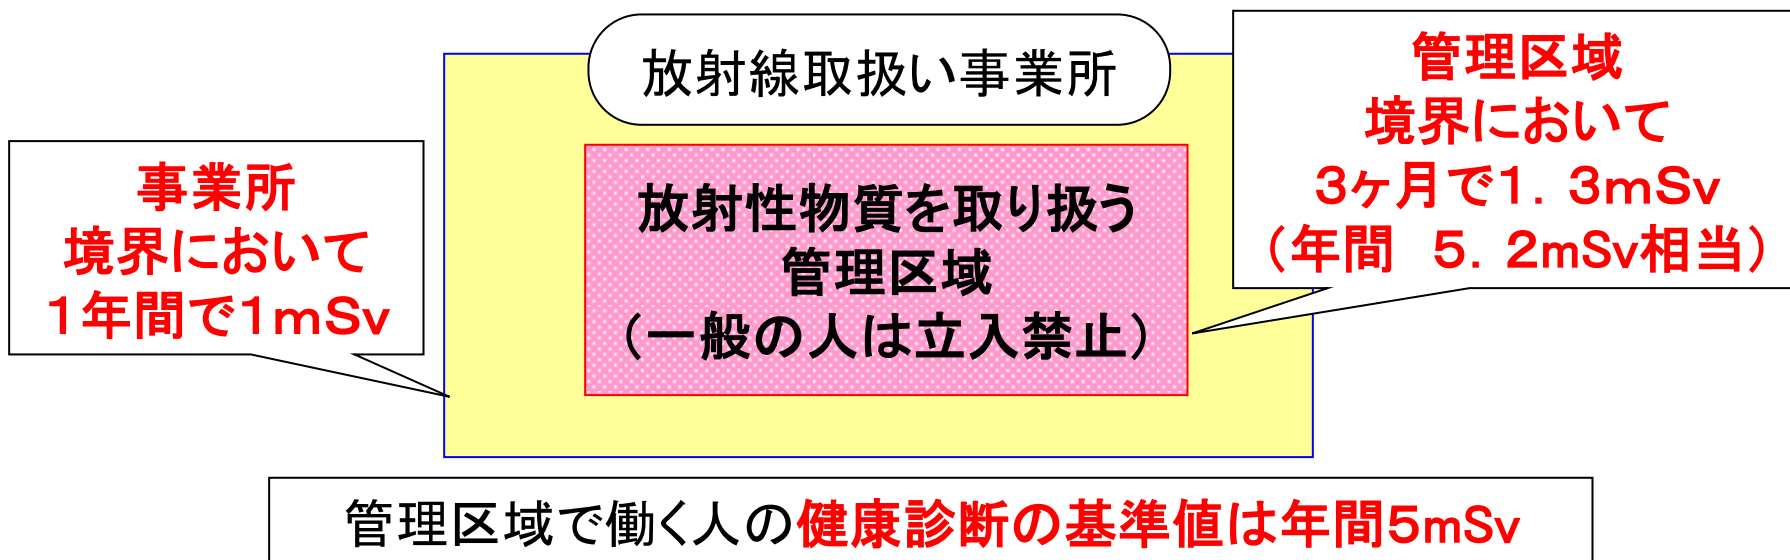 放射線取扱い事業所
管理区域
境界において
3ヶ月で1．3mSv
（年間　5．2mSv相当）
事業所
境界において
1年間で1mSv
放射性物質を取り扱う
管理区域
（一般の人は立入禁止）
管理区域で働く人の健康診断の基準値は年間5mSv